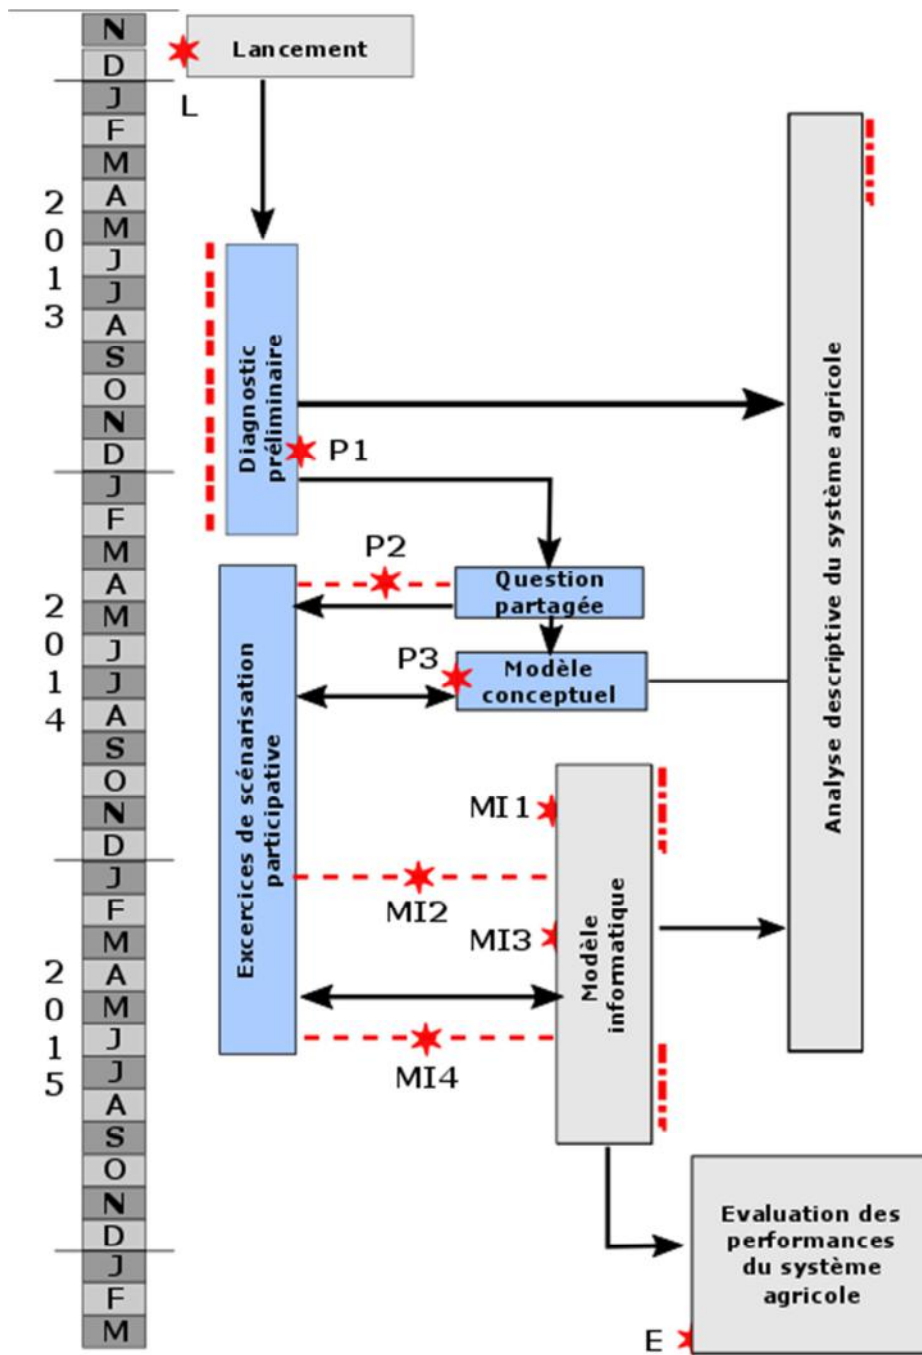 N
D
J
F
M
A
M
J
J
A
S
O
N
D
J
F
M
A
M
J
J
A
S
O
N
D
J
F
M
A
M
J
J
A
S
O
N
D
J
F
M
2
0
1
3
2
0
1
4
2
0
1
5
Lancement
L
Diagnostic
préliminaire
P1
P2
Question
partagée
P3
Modèle
conceptuel
Excercices de scénarisation
participative
MI1
MI2
MI3
MI4
Modèle
informatique
Analyse descriptive du système agricole
Evaluation des
performances
du système
agricole
E